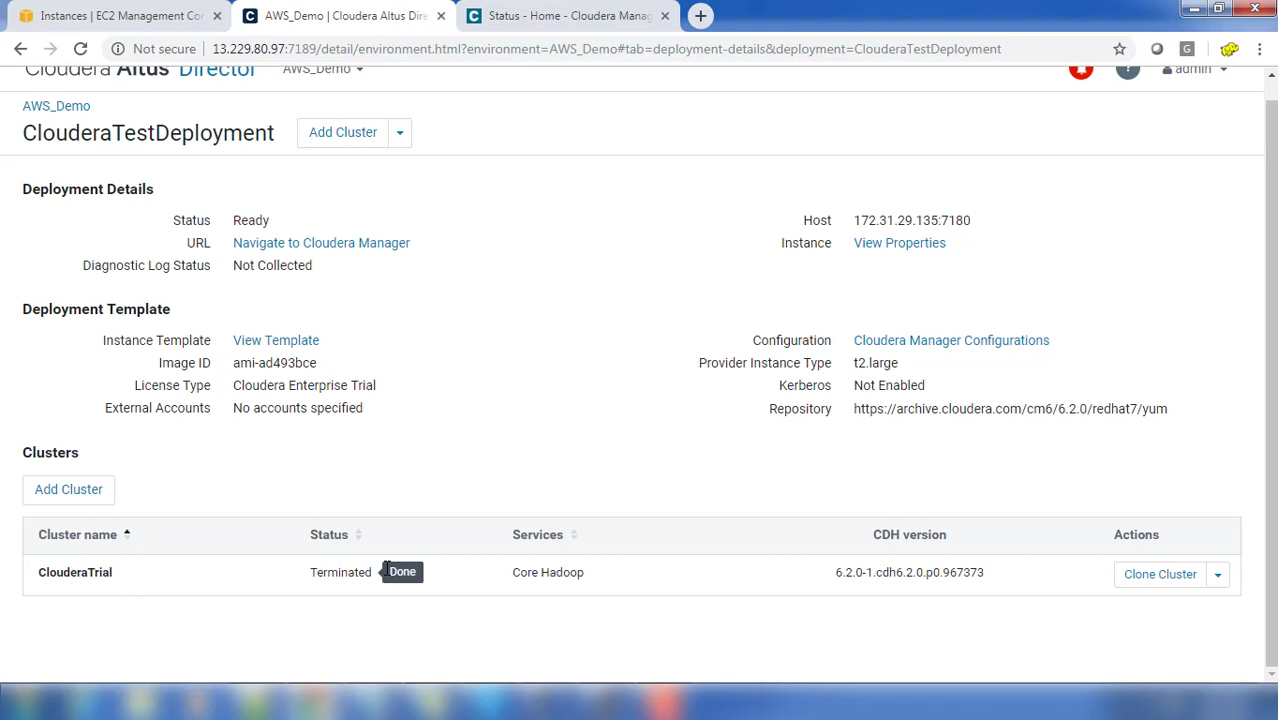 Instances | EC2 Management Con
AWS_Demo | Cloudera Altus Dire
Status - Home - Cloudera Manag
Not secure
13.229.80.97:7189/detail/environment.html?environment=AWS_Demo#tab=deployment-details&deployment=ClouderaTestDeployment
G
Cloudera Altus Director
AWS_Demo
?
admin
AWS_Demo
ClouderaTestDeployment
Add Cluster
Deployment Details
Status Ready
Host 172.31.29.135:7180
URL Navigate to Cloudera Manager
Instance View Properties
Diagnostic Log Status Not Collected
Deployment Template
Instance Template View Template
Configuration Cloudera Manager Configurations
Image ID ami-ad493bce
Provider Instance Type t2.large
License Type Cloudera Enterprise Trial
Kerberos Not Enabled
External Accounts No accounts specified
Repository https://archive.cloudera.com/cm6/6.2.0/redhat7/yum
Clusters
Add Cluster
Cluster name Status Services CDH version Actions
ClouderaTrial Terminated Done Core Hadoop 6.2.0-1.cdh6.2.0.p0.967373 Clone Cluster